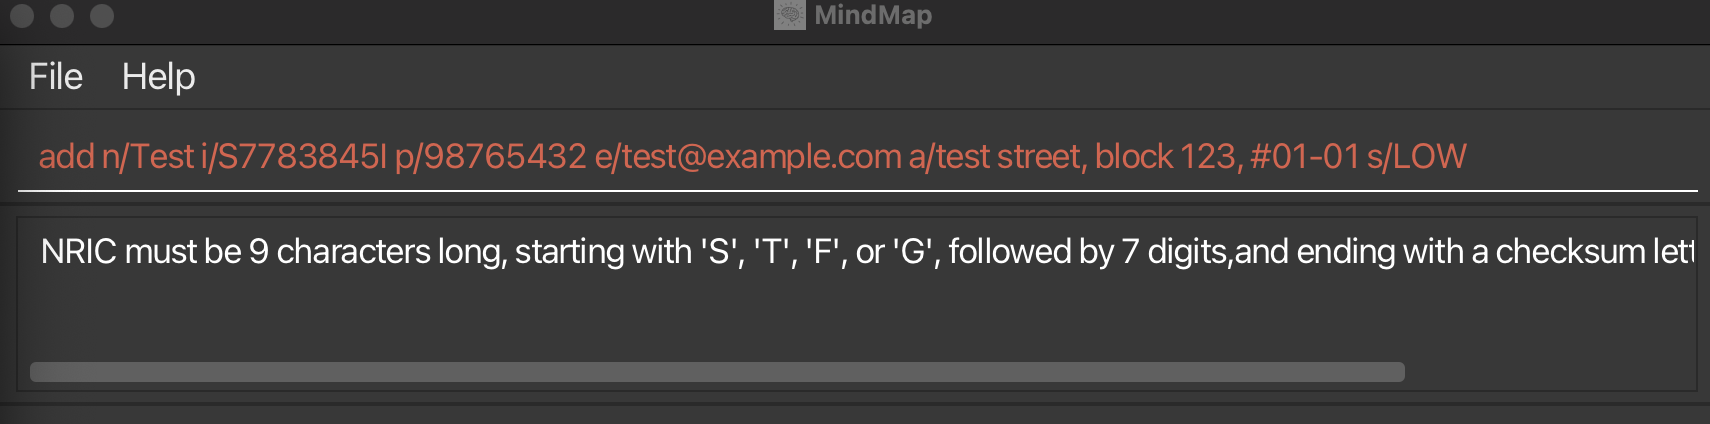 MindMap
File Help
add n/Test i/S7783845I p/98765432 e/test@example.com a/test street, block 123, #01-01 s/LOW
NRIC must be 9 characters long, starting with 'S', 'T', 'F', or 'G', followed by 7 digits,and ending with a checksum lett